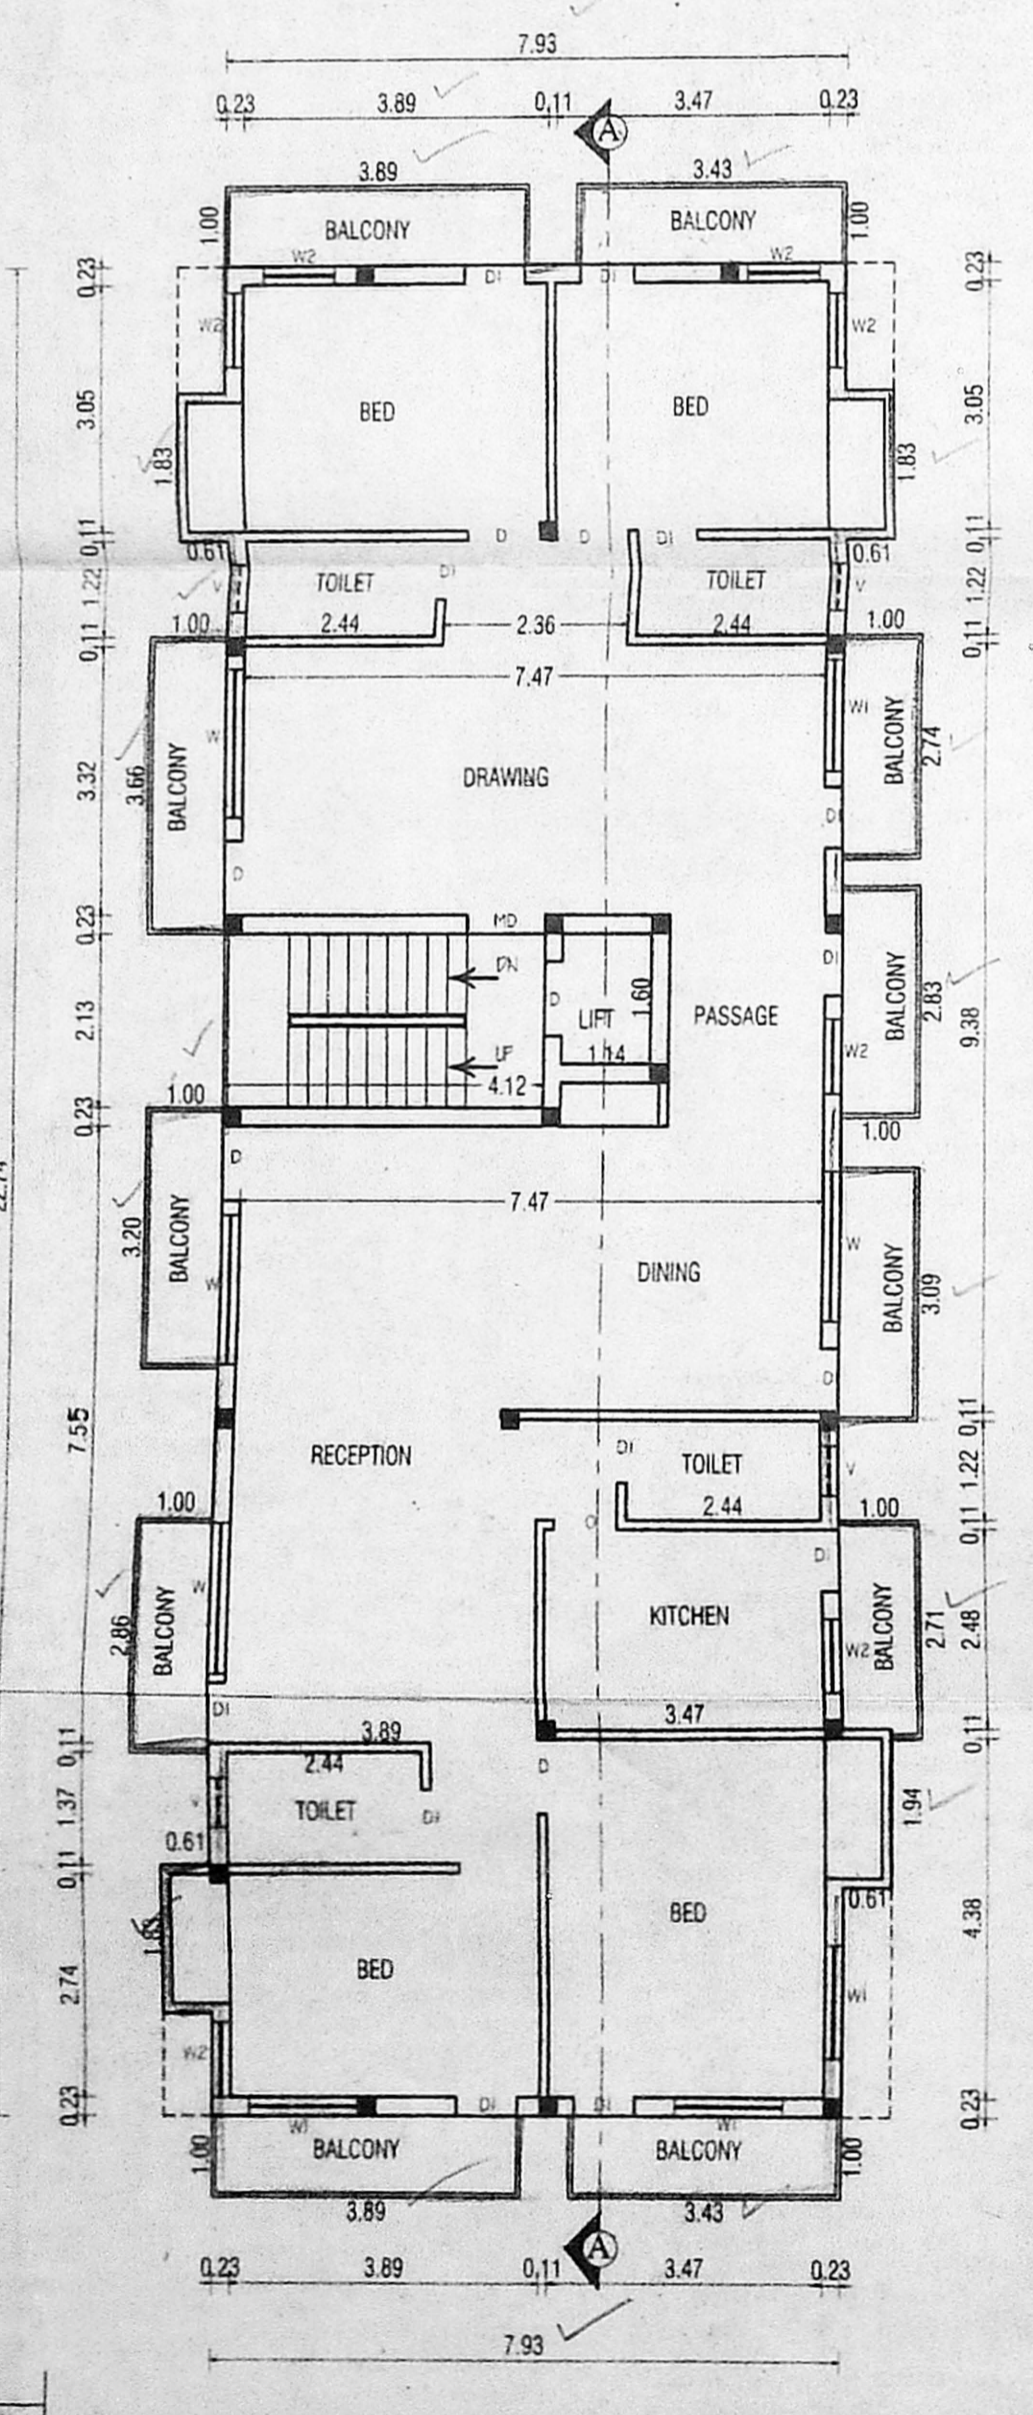 7.93
0.23 3.89 0.11 3.47 0.23
A
3.89 3.43
1.00 BALCONY BALCONY 1.00
W2 W2
0.23 D1 D1 0.23
W2 W2
3.05 BED BED 3.05
1.83 1.83
0.11 D D D1 0.11
0.61 0.61
1.22 V TOILET D1 TOILET V 1.22
1.00 2.44 2.36 2.44 1.00
0.11 0.11
7.47
W W1
3.32 3.66 BALCONY DRAWING BALCONY 2.74
D1
D
0.23 MD
DN D1
2.13 D LIFT 1.60 PASSAGE BALCONY 2.83 9.38
UP 1.14 W2
1.00 4.12
0.23 1.00
D
7.47
3.20 BALCONY W DINING W BALCONY 3.09
D
7.55 0.11
RECEPTION D1 TOILET V 1.22
1.00 2.44 1.00
0.11
D1
2.86 BALCONY W KITCHEN W2 BALCONY 2.71 2.48
D1 3.47
0.11 3.89 0.11
2.44 D
1.37 V TOILET D1 1.94
0.61
0.11 0.61
1.83 BED 4.38
2.74 BED
W2 W1
0.23 D1 D1 0.23
W1 W1
1.00 BALCONY BALCONY 1.00
3.89 3.43
A
0.23 3.89 0.11 3.47 0.23
7.93